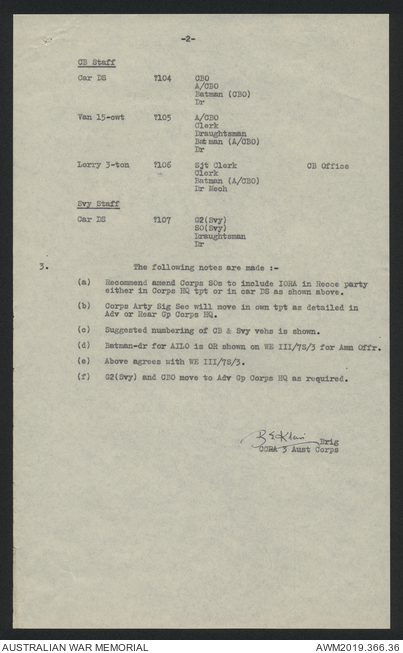 -2-
CB Staff
Car DS 7104 CBO
A/CBO
Batman (CBO)
Dr
Van 15-cwt 7105 A/CBO
Clerk
Draughtsman
Batman (A/CBO)
Dr
Lorry 3-ton 7106 Sjt Clerk CB Office
Clerk
Batman (A/CBO)
Dr Mech
Svy Staff
Car DS 7107 G2(Svy)
SO(Svy)
Draughtsman
Dr
3. The following notes are made :-
(a) Recommend amend Corps SOs to include IORA in Recce party
either in Corps HQ tpt or in car DS as shown above.
(b) Corps Arty Sig Sec will move in own tpt as detailed in
Adv or Rear Gp Corps HQ.
(c) Suggested numbering of CB & Svy vehs is shown.
(d) Batman-dr for AILO is OR shown on WE III/7S/3 for Amn Offr.
(e) Above agrees with WE III/7S/3.
(f) G2(Svy) and CBO move to Adv Gp Corps HQ as required.
Brig
CCRA 3 Aust Corps
AUSTRALIAN WAR MEMORIAL AWM2019.366.36